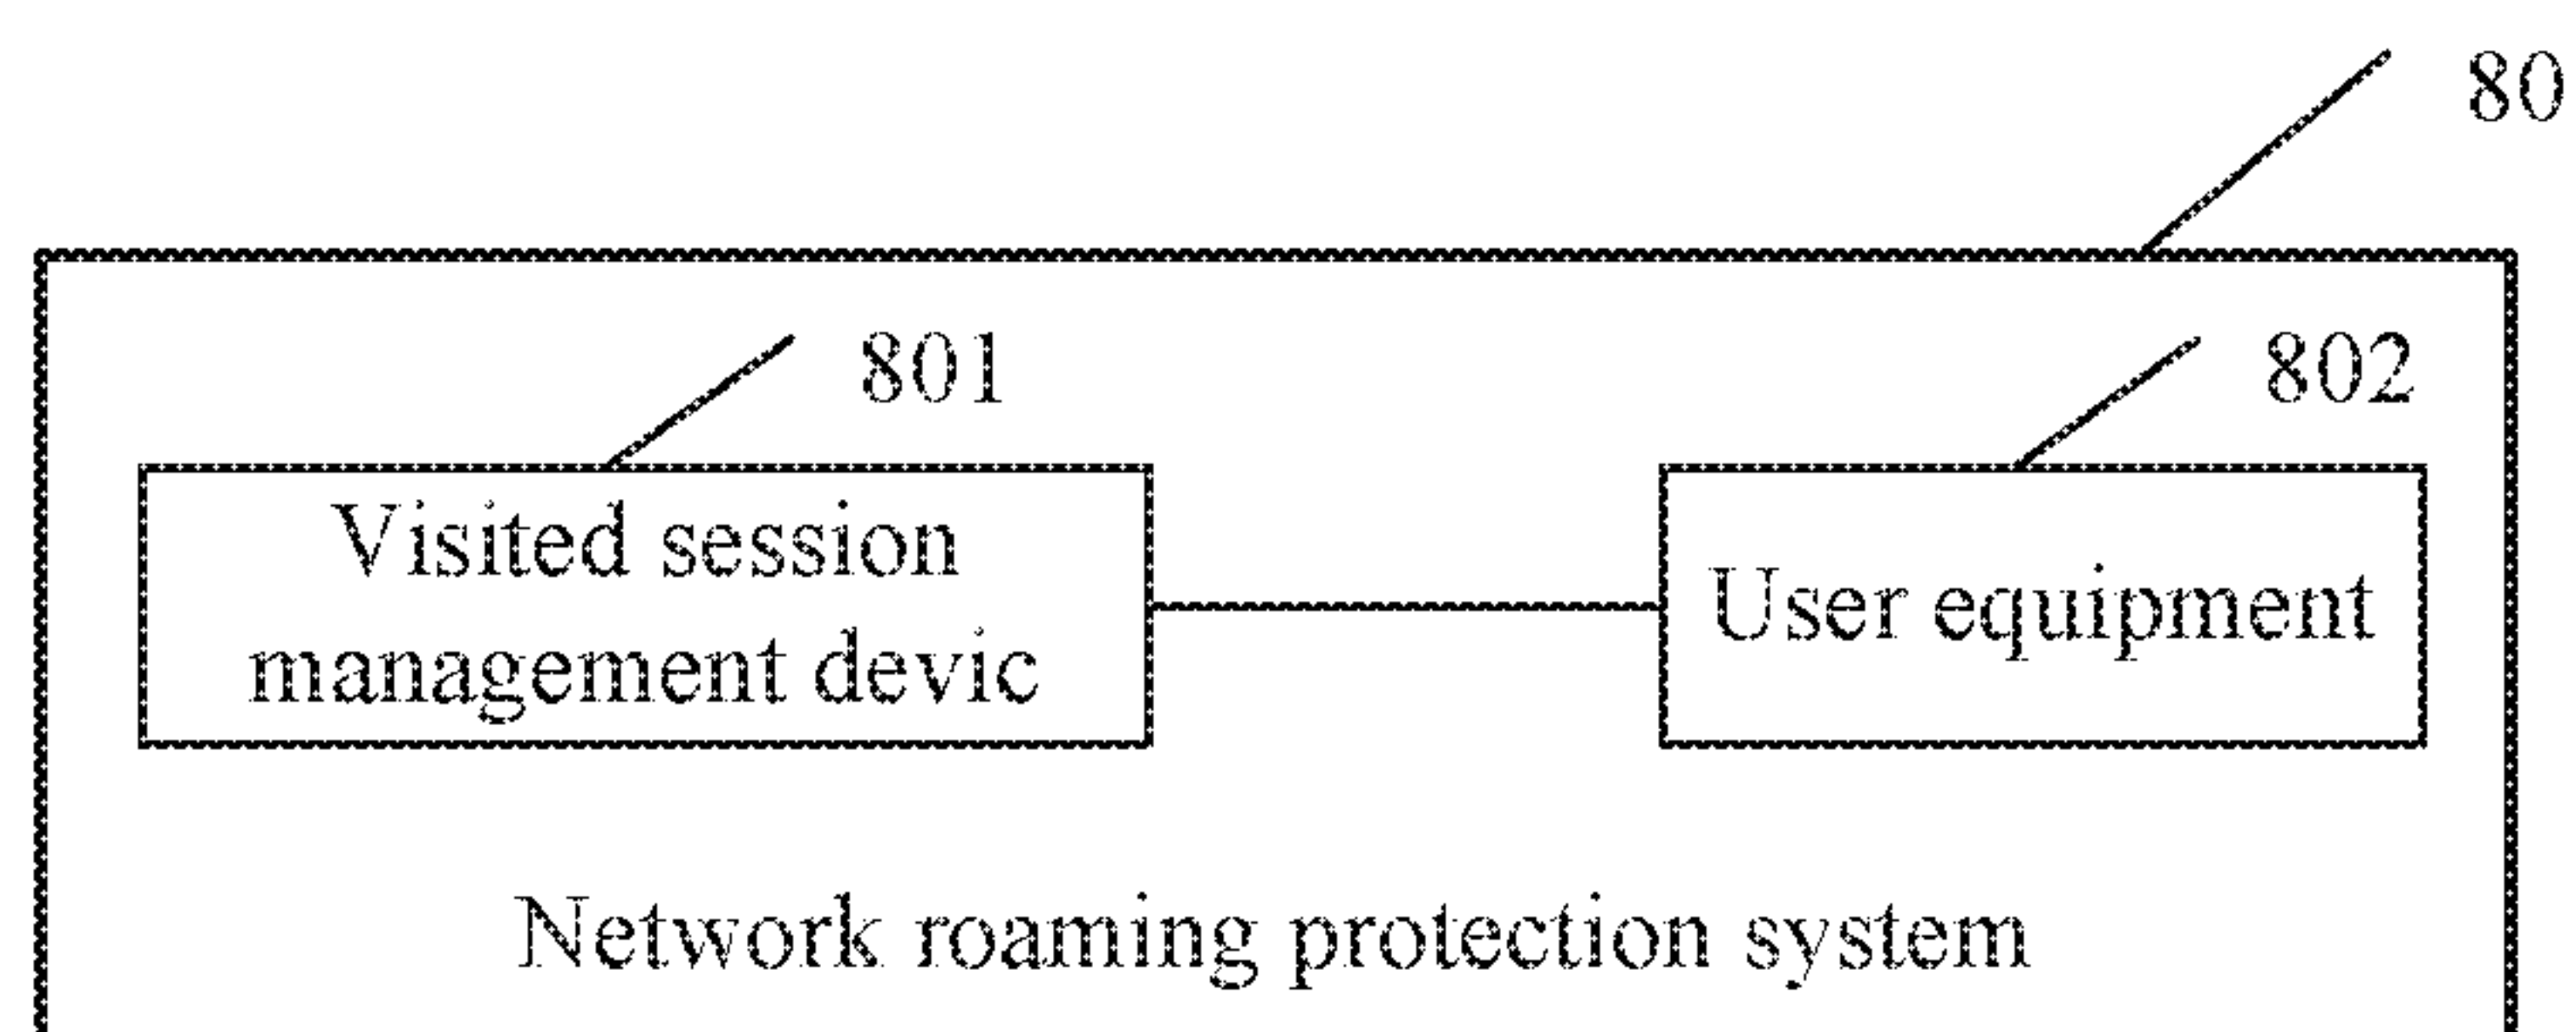 80
801
802
Visited session
management devic
User equipment
Network roaming protection system